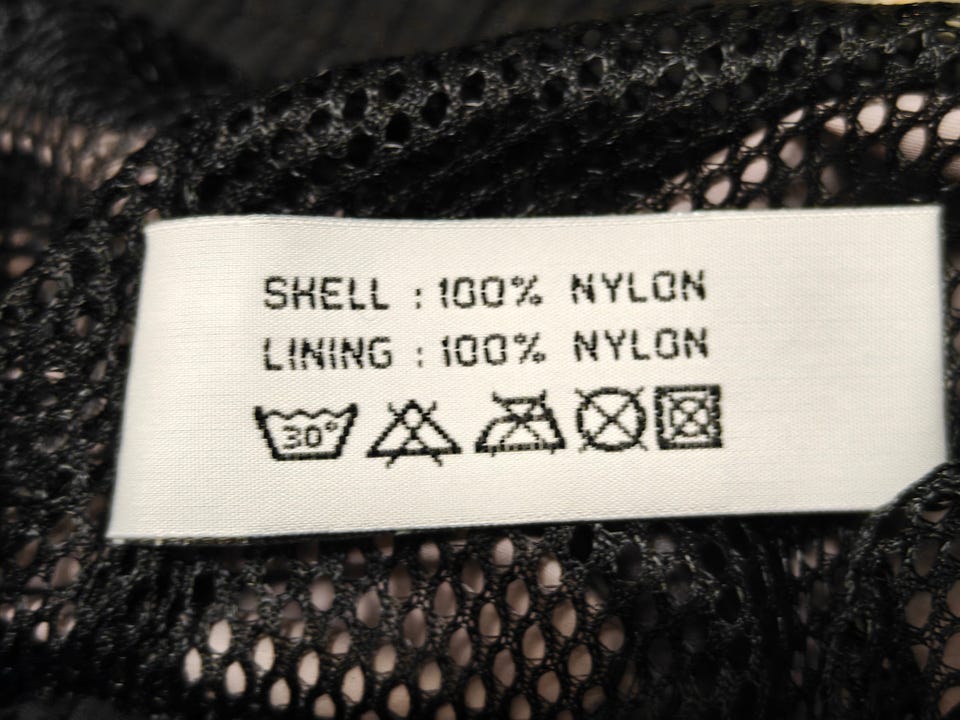 SHELL : 100% NYLON
LINING : 100% NYLON
30°